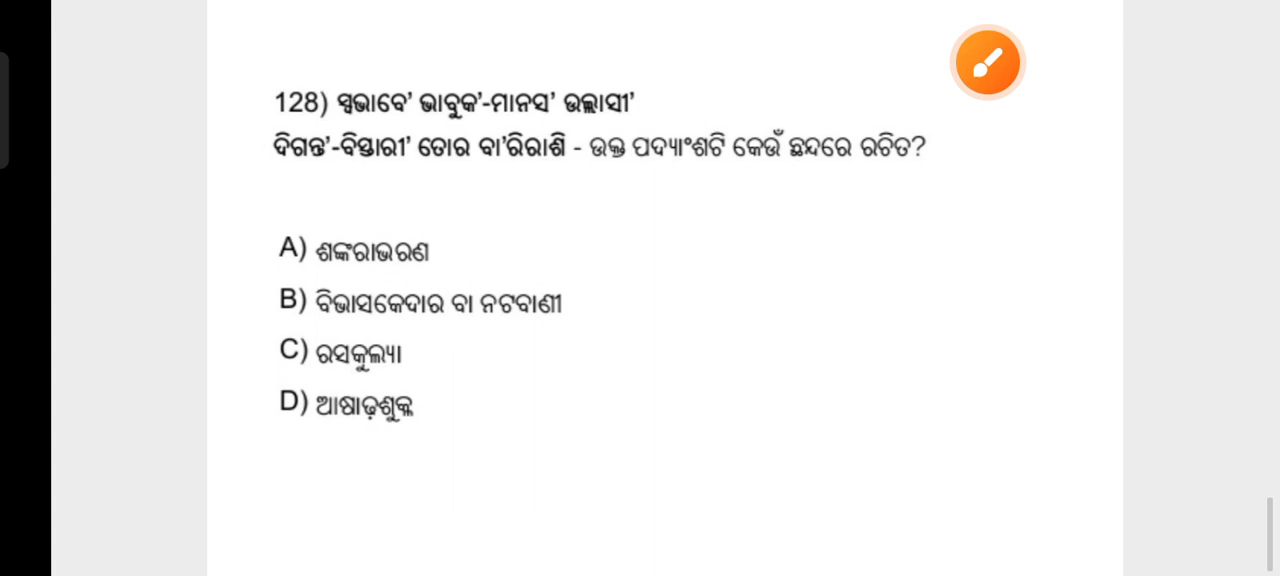 128) ସ୍ୱଭାବେ’ ଭାବୁକ’-ମାନସ’ ଉଲ୍ଲାସୀ’
ଦିଗନ୍ତ’-ବିସ୍ତାରୀ’ ତୋର ବା’ରିରାଶି - ଉକ୍ତ ପଦ୍ୟାଂଶଟି କେଉଁ ଛନ୍ଦରେ ରଚିତ?
A) ଶଙ୍କରାଭରଣ
B) ବିଭାସକେଦାର ବା ନଟବାଣୀ
C) ରସକୁଲ୍ୟା
D) ଆଷାଢ଼ଶୁକ୍ଳ